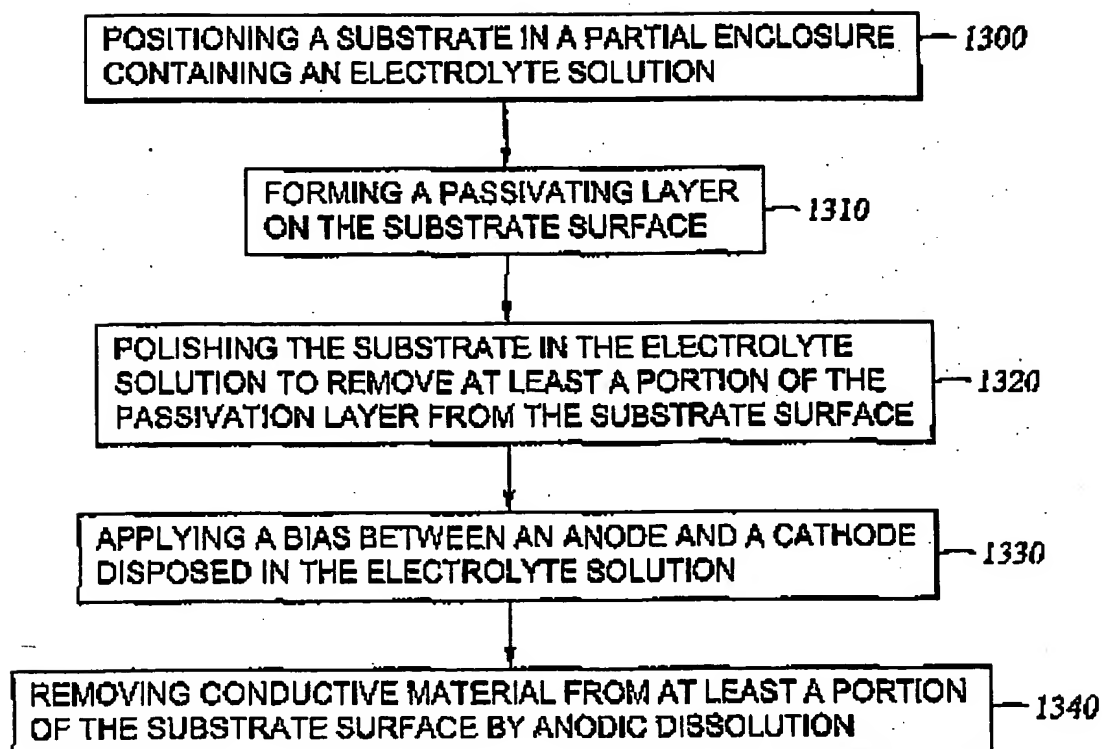 POSITIONING A SUBSTRATE IN A PARTIAL ENCLOSURE
CONTAINING AN ELECTROLYTE SOLUTION
1300
FORMING A PASSIVATING LAYER
ON THE SUBSTRATE SURFACE
1310
POLISHING THE SUBSTRATE IN THE ELECTROLYTE
SOLUTION TO REMOVE AT LEAST A PORTION OF THE
PASSIVATION LAYER FROM THE SUBSTRATE SURFACE
1320
APPLYING A BIAS BETWEEN AN ANODE AND A CATHODE
DISPOSED IN THE ELECTROLYTE SOLUTION
1330
REMOVING CONDUCTIVE MATERIAL FROM AT LEAST A PORTION
OF THE SUBSTRATE SURFACE BY ANODIC DISSOLUTION
1340